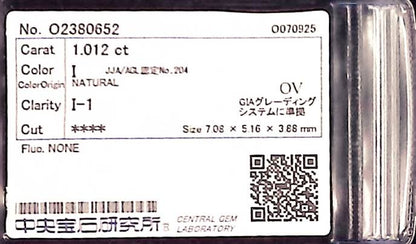 No. O2380652 O070925
Carat 1.012 ct
Color I JJA/AGL認定No.204
ColorOrigin NATURAL
OV
Clarity I-1 GIAグレーディング
システムに準拠
Cut **** Size 7.08 × 5.16 × 3.88 mm
Fluo. NONE
中央宝石研究所 CENTRAL GEM
LABORATORY